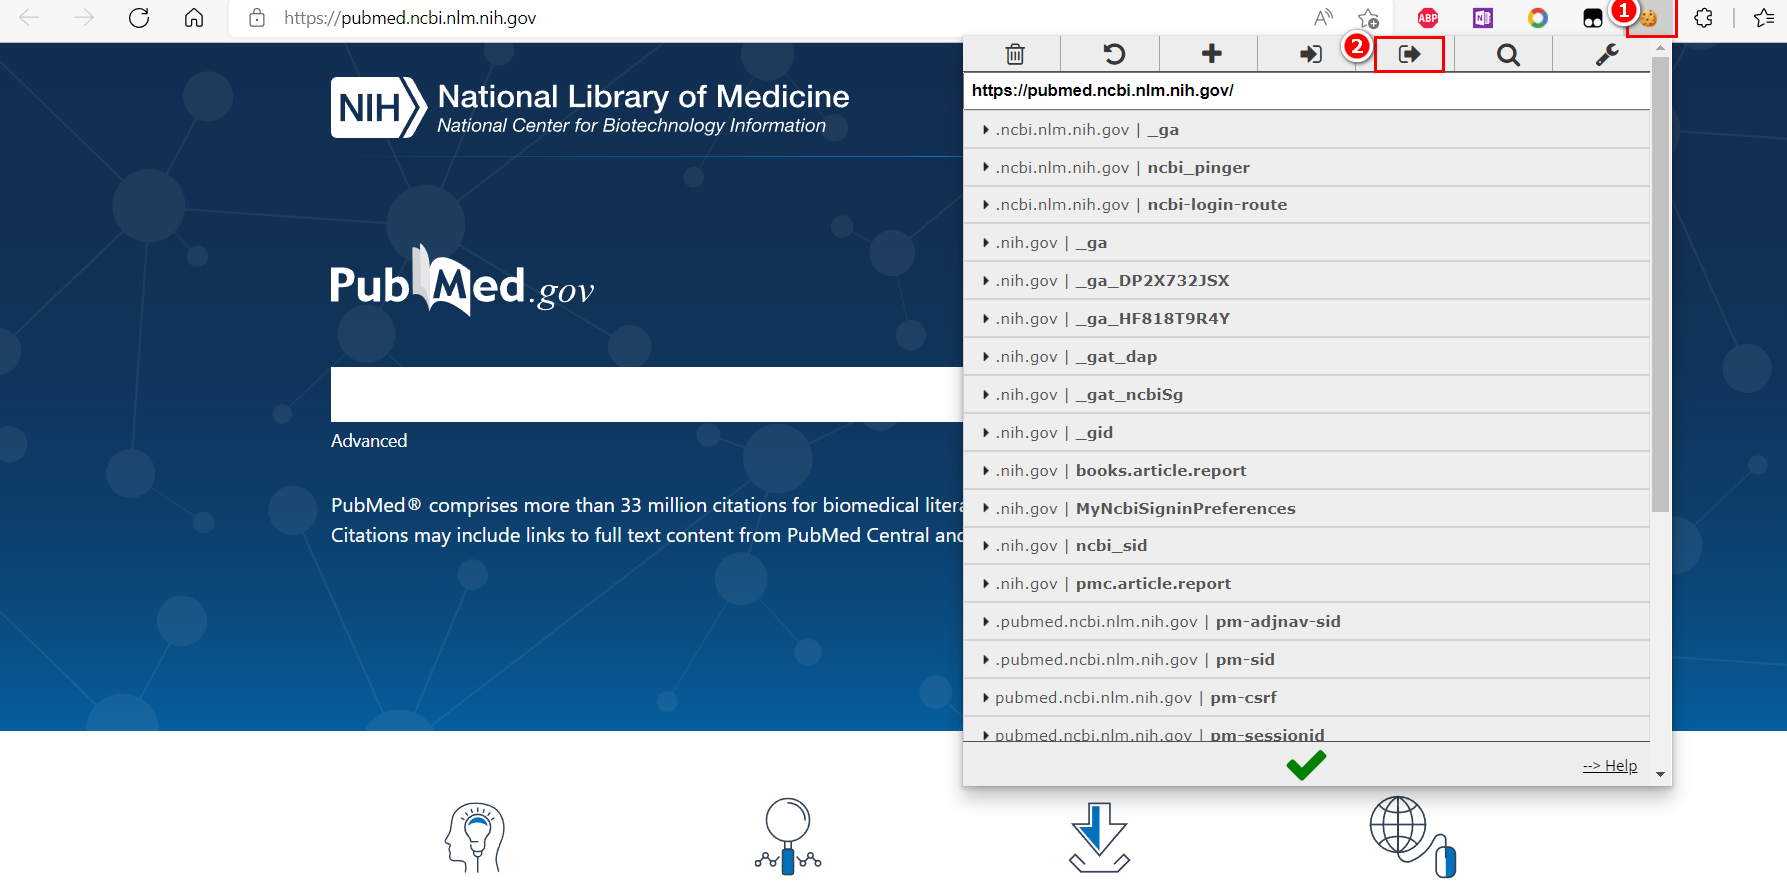 https://pubmed.ncbi.nlm.nih.gov
ABP
N
1
2
https://pubmed.ncbi.nlm.nih.gov/
.ncbi.nlm.nih.gov | _ga
.ncbi.nlm.nih.gov | ncbi_pinger
.ncbi.nlm.nih.gov | ncbi-login-route
.nih.gov | _ga
.nih.gov | _ga_DP2X732JSX
.nih.gov | _ga_HF818T9R4Y
.nih.gov | _gat_dap
.nih.gov | _gat_ncbiSg
.nih.gov | _gid
.nih.gov | books.article.report
.nih.gov | MyNcbiSigninPreferences
.nih.gov | ncbi_sid
.nih.gov | pmc.article.report
.pubmed.ncbi.nlm.nih.gov | pm-adjnav-sid
.pubmed.ncbi.nlm.nih.gov | pm-sid
pubmed.ncbi.nlm.nih.gov | pm-csrf
pubmed.ncbi.nlm.nih.gov | pm-sessionid
--> Help
NIH National Library of Medicine
National Center for Biotechnology Information
PubMed.gov
Advanced
PubMed® comprises more than 33 million citations for biomedical litera
Citations may include links to full text content from PubMed Central and